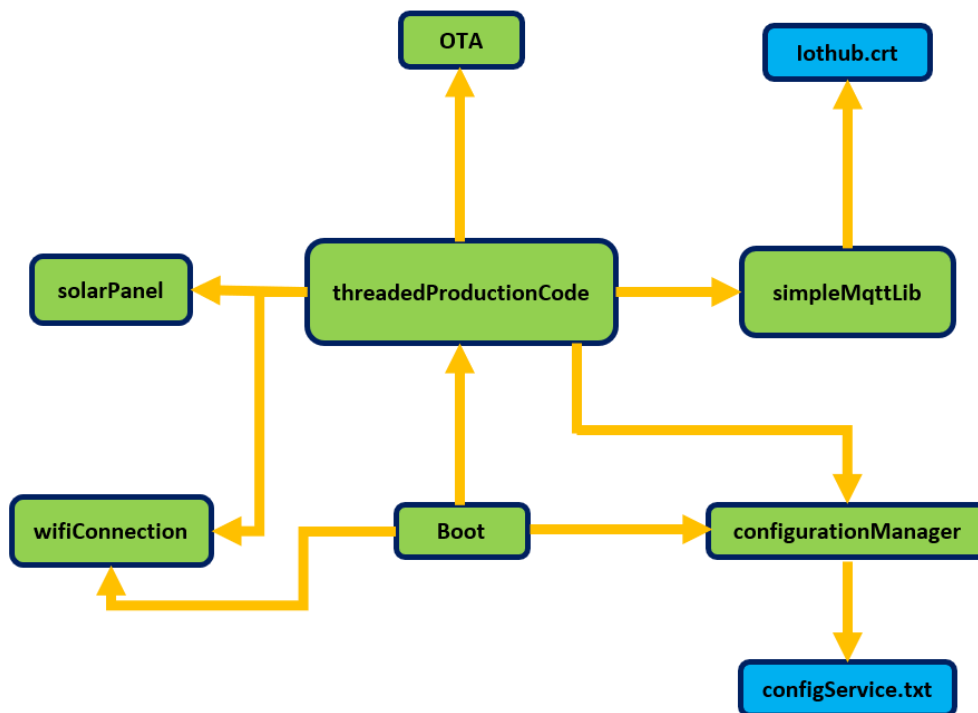 OTA
Iothub.crt
solarPanel
threadedProductionCode
simpleMqttLib
wifiConnection
Boot
configurationManager
configService.txt